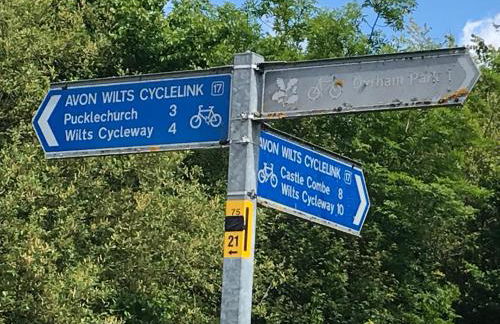 AVON WILTS CYCLELINK 17
Pucklechurch 3
Wilts Cycleway 4
Dyrham Park 1
AVON WILTS CYCLELINK 17
Castle Combe 8
Wilts Cycleway 10
75
21